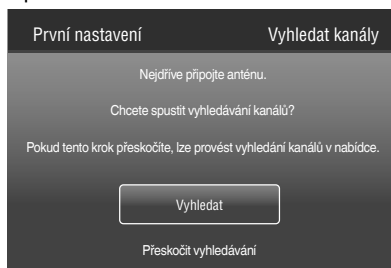 První nastavení Vyhledat kanály
Nejdříve připojte anténu.
Chcete spustit vyhledávání kanálů?
Pokud tento krok přeskočíte, lze provést vyhledání kanálů v nabídce.
Vyhledat
Přeskočit vyhledávání